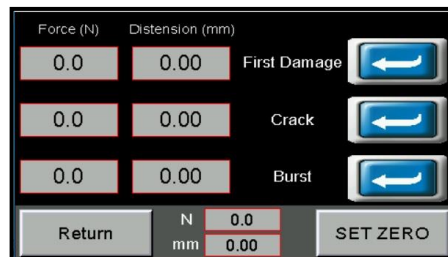 Force (N) Distension (mm)
0.0 0.00 First Damage
0.0 0.00 Crack
0.0 0.00 Burst
N 0.0
Return SET ZERO
mm 0.00